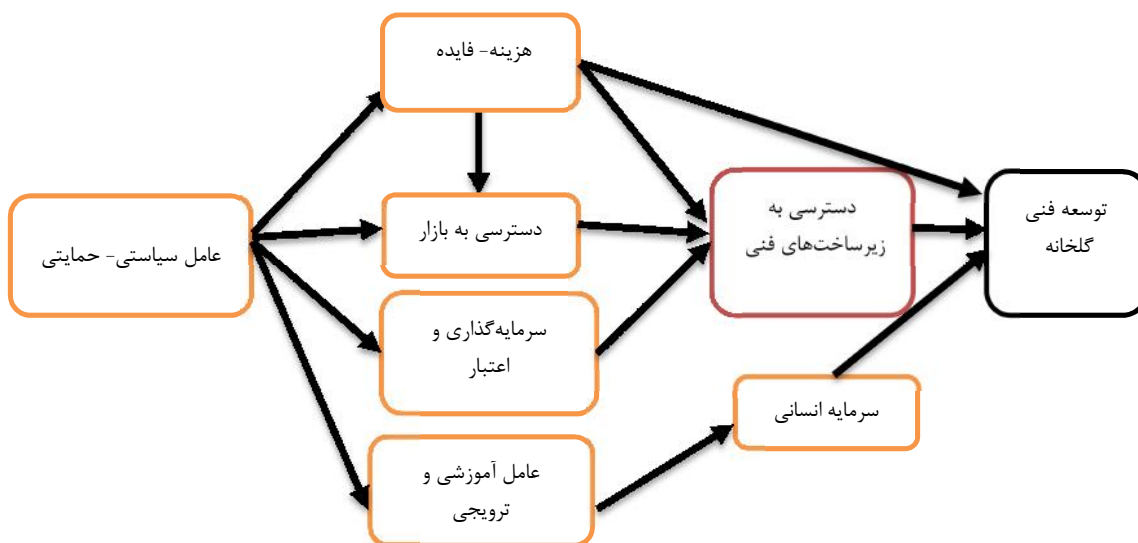 هزینه- فایده
دسترسی به
زیرساخت‌های فنی
توسعه فنی
گلخانه
دسترسی به بازار
عامل سیاستی- حمایتی
سرمایه‌گذاری و
اعتبار
سرمایه انسانی
عامل آموزشی و
ترویجی